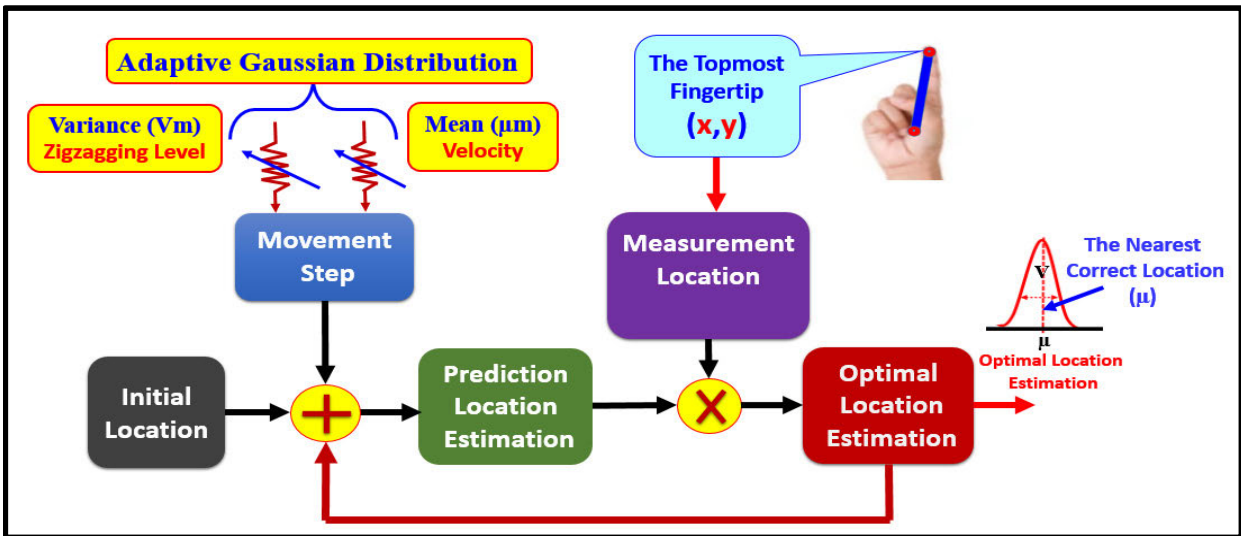 Adaptive Gaussian Distribution
Variance (Vm)
Zigzagging Level
Mean (μm)
Velocity
The Topmost
Fingertip
(x,y)
Movement
Step
Measurement
Location
V
The Nearest
Correct Location
(μ)
μ
Optimal Location
Estimation
Initial
Location
+
Prediction
Location
Estimation
X
Optimal
Location
Estimation